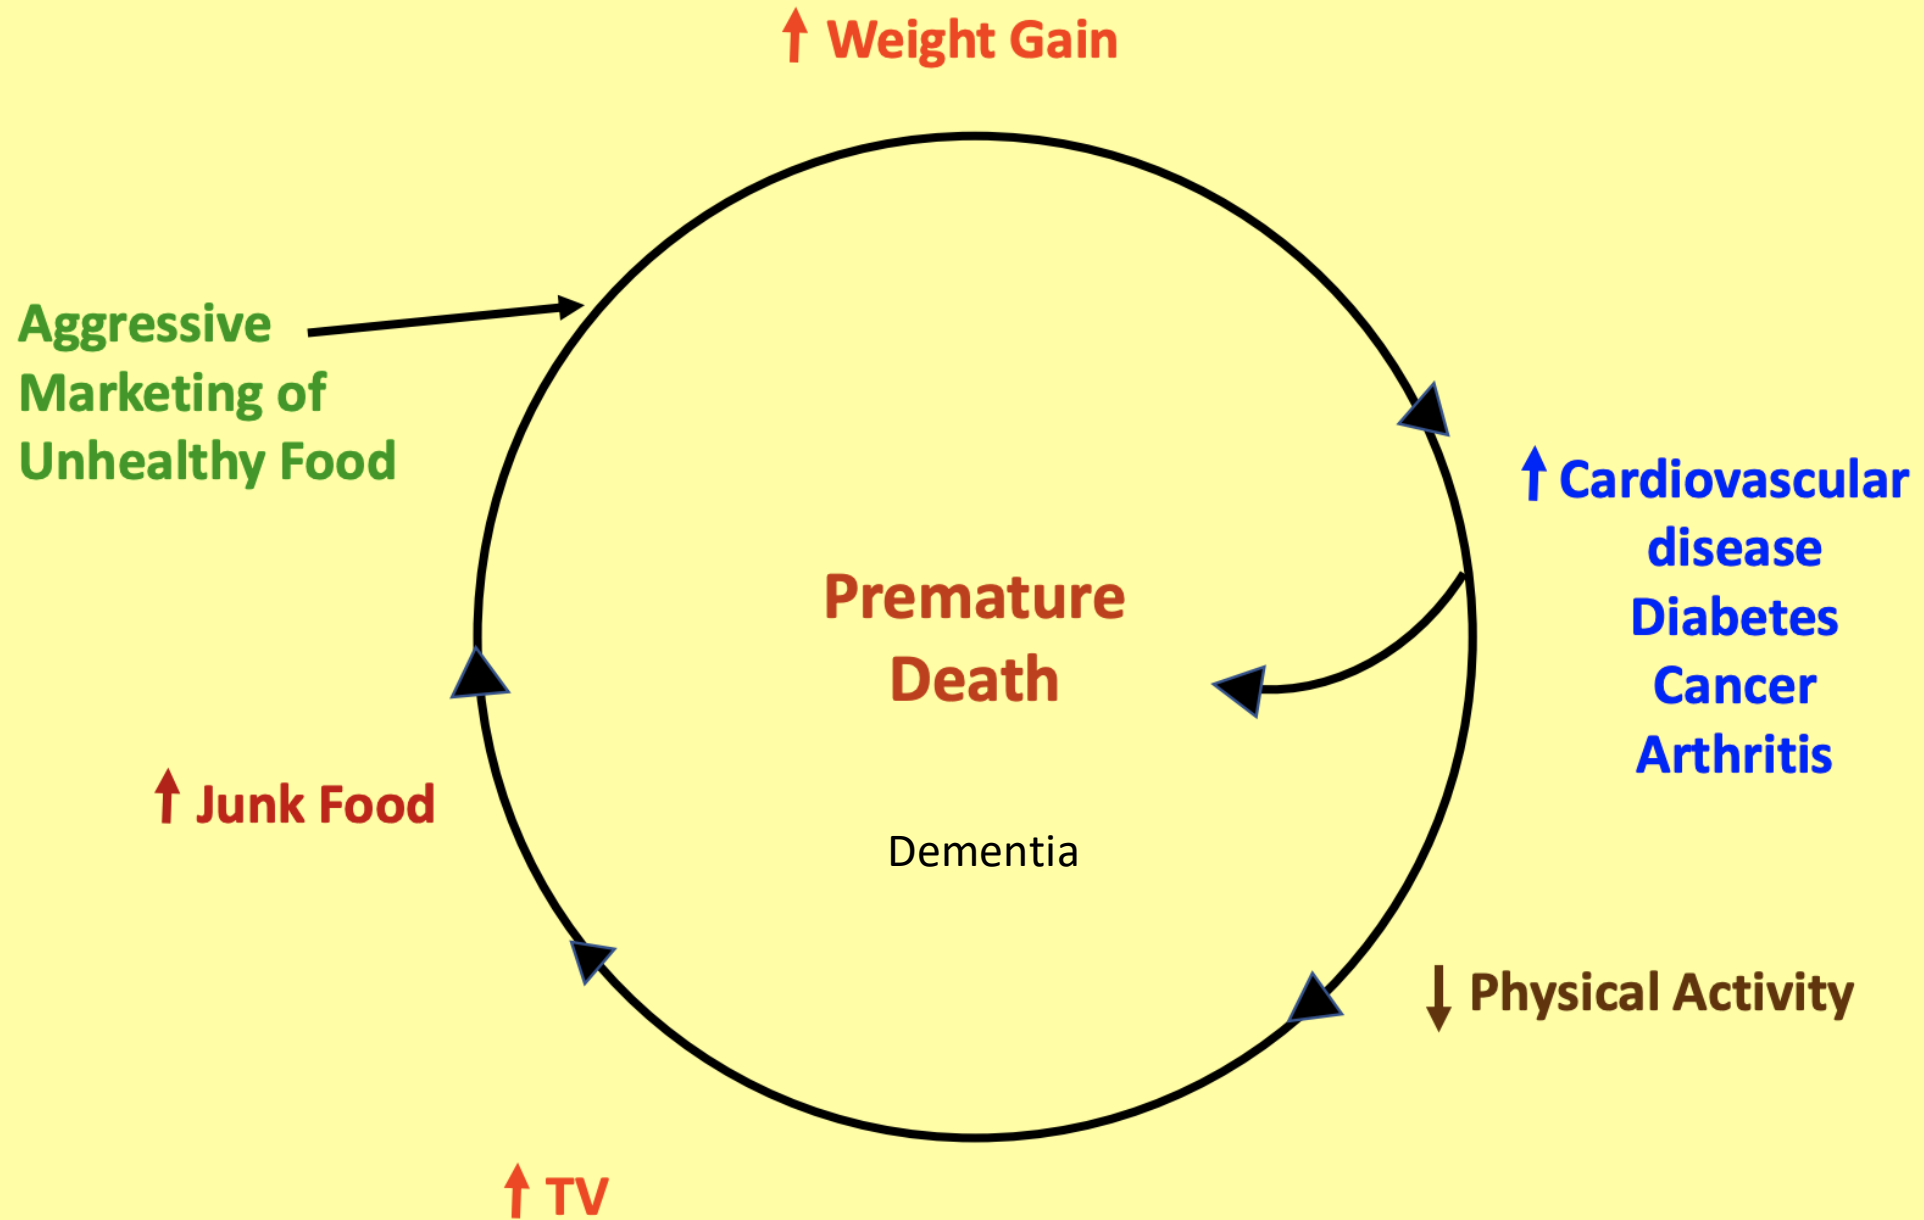 ↑ Weight Gain
Aggressive
Marketing of
Unhealthy Food
↑ Cardiovascular
disease
Diabetes
Cancer
Arthritis
Premature
Death
↑ Junk Food
Dementia
↓ Physical Activity
↑ TV